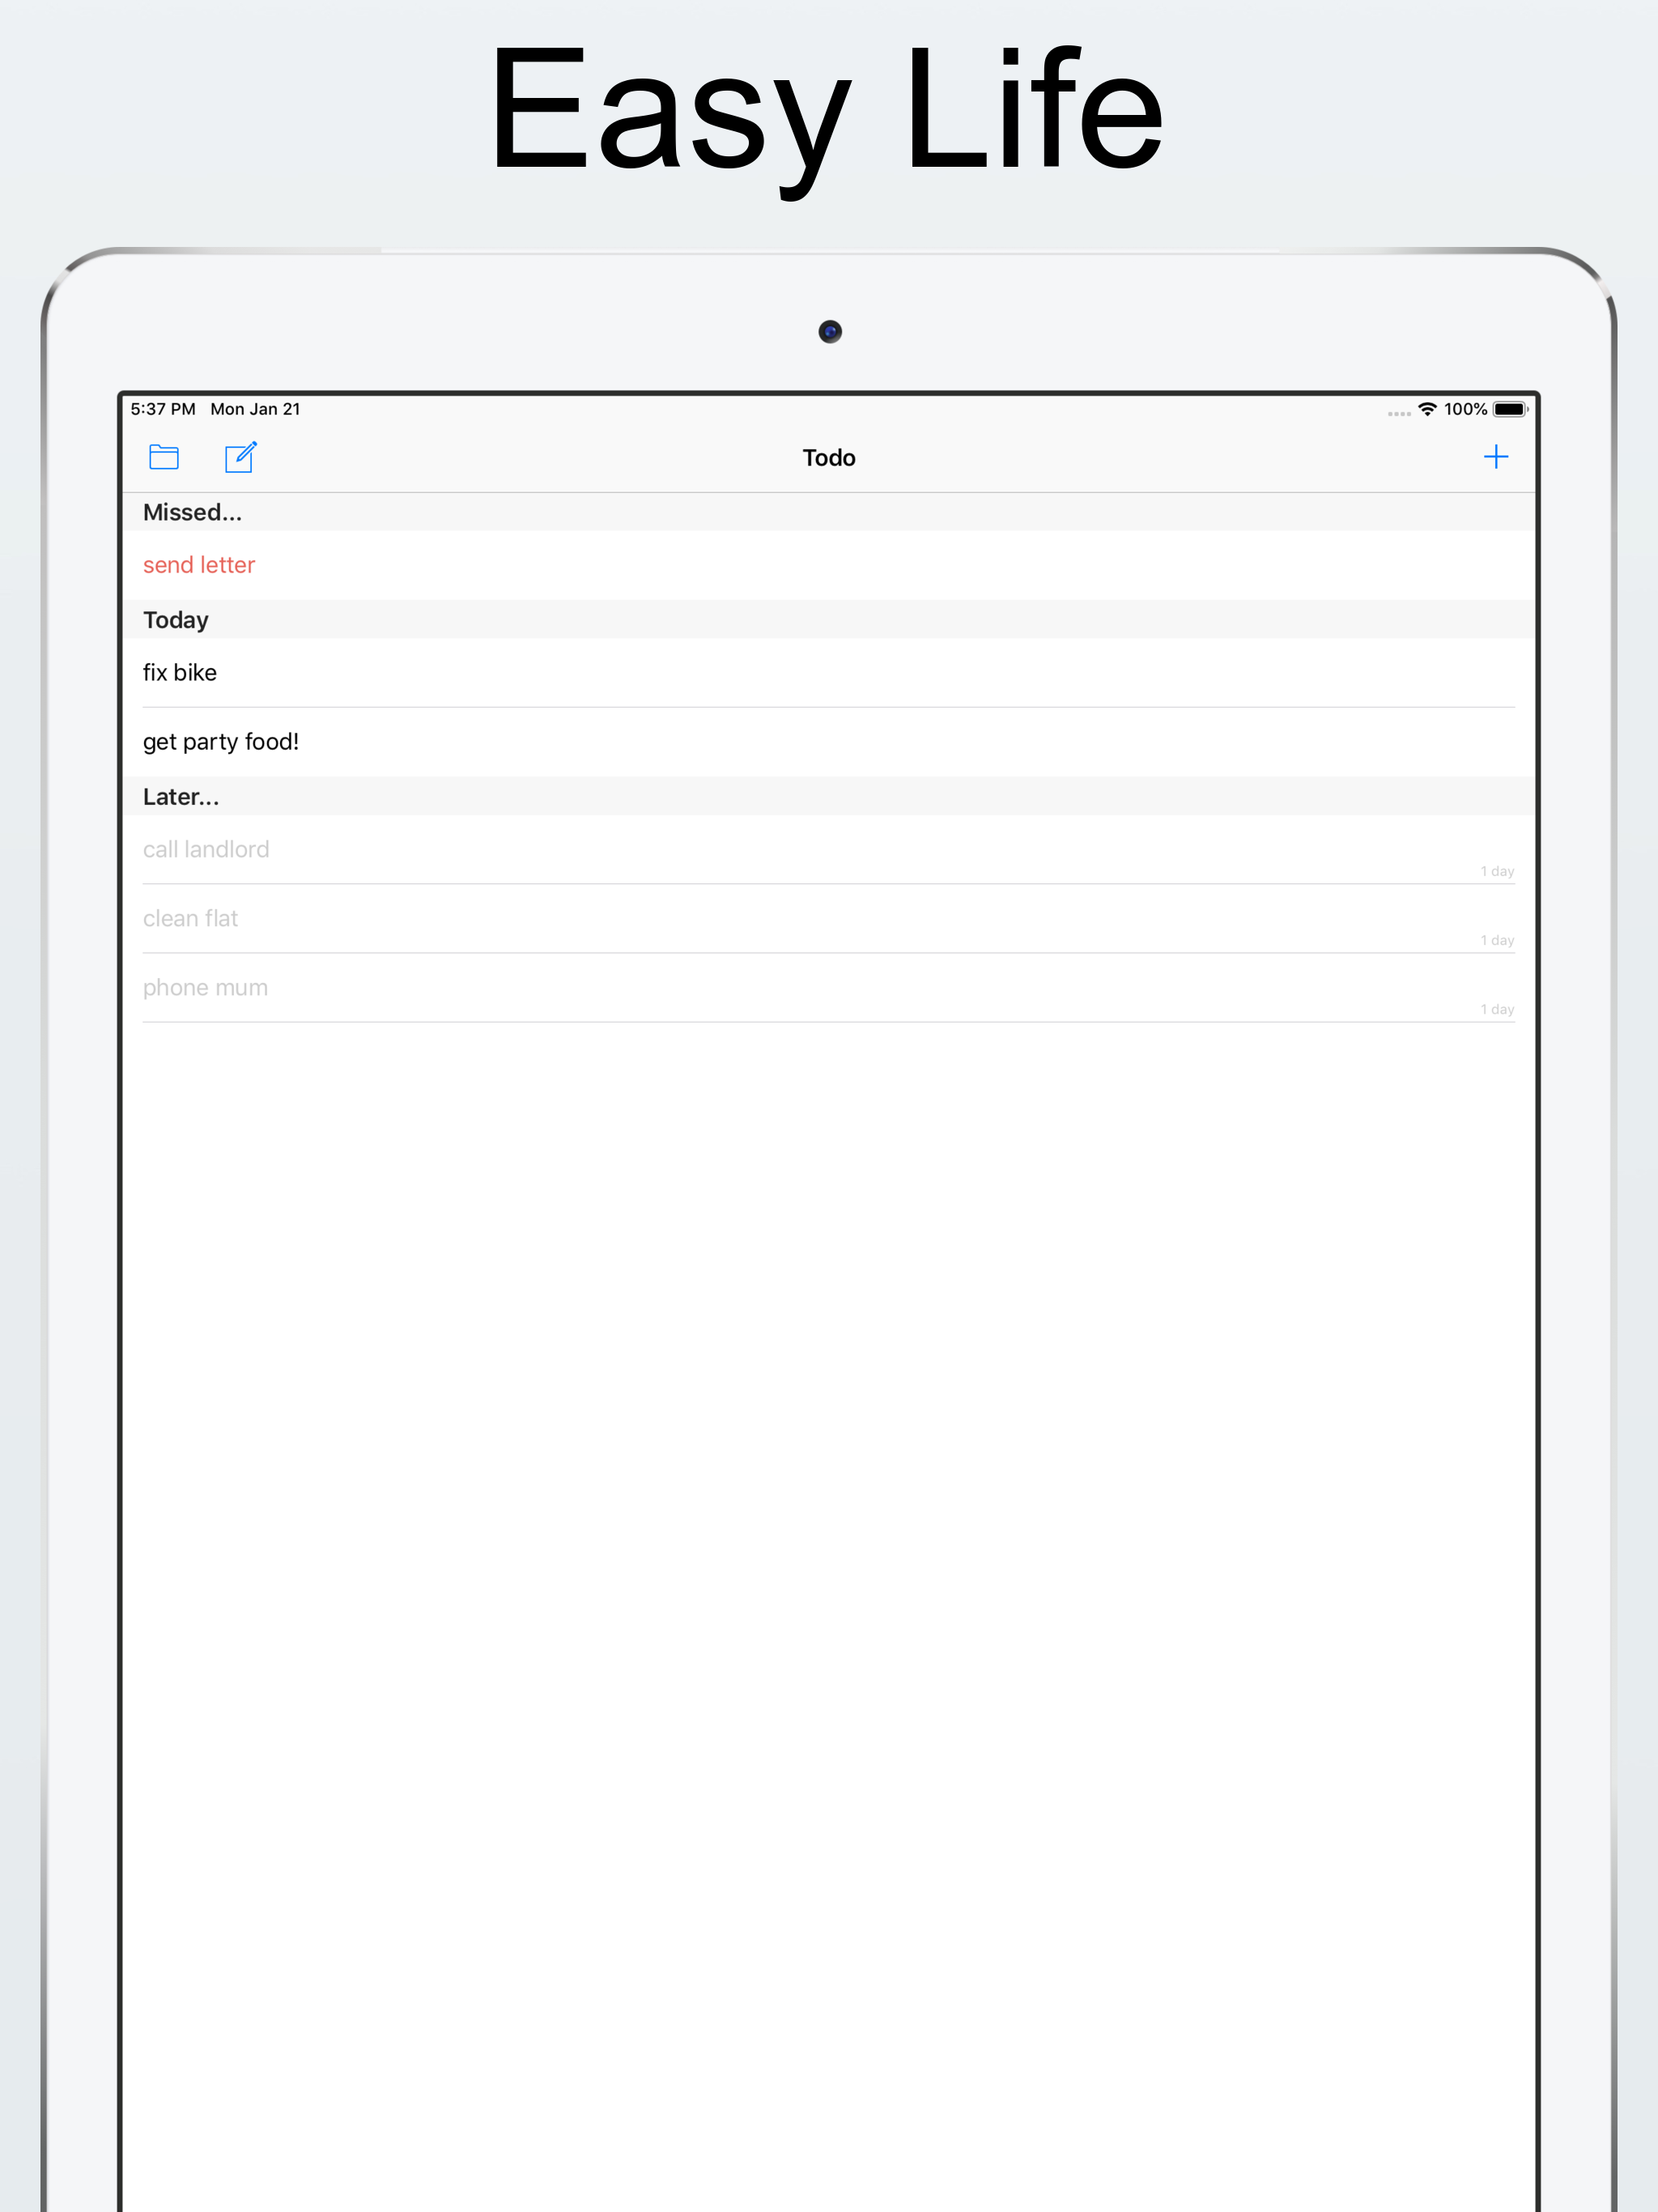 Easy Life
5:37 PM Mon Jan 21 100%
Todo
Missed...
send letter
Today
fix bike
get party food!
Later...
call landlord
1 day
clean flat
1 day
phone mum
1 day